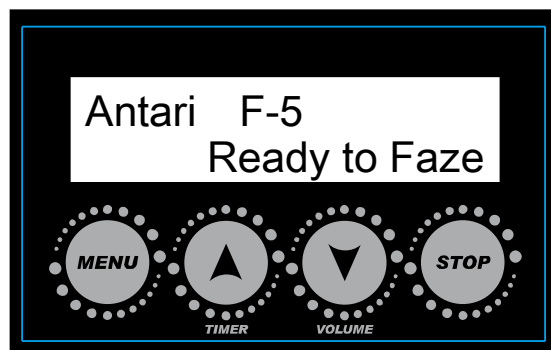 Antari F-5
Ready to Faze
MENU
STOP
TIMER
VOLUME